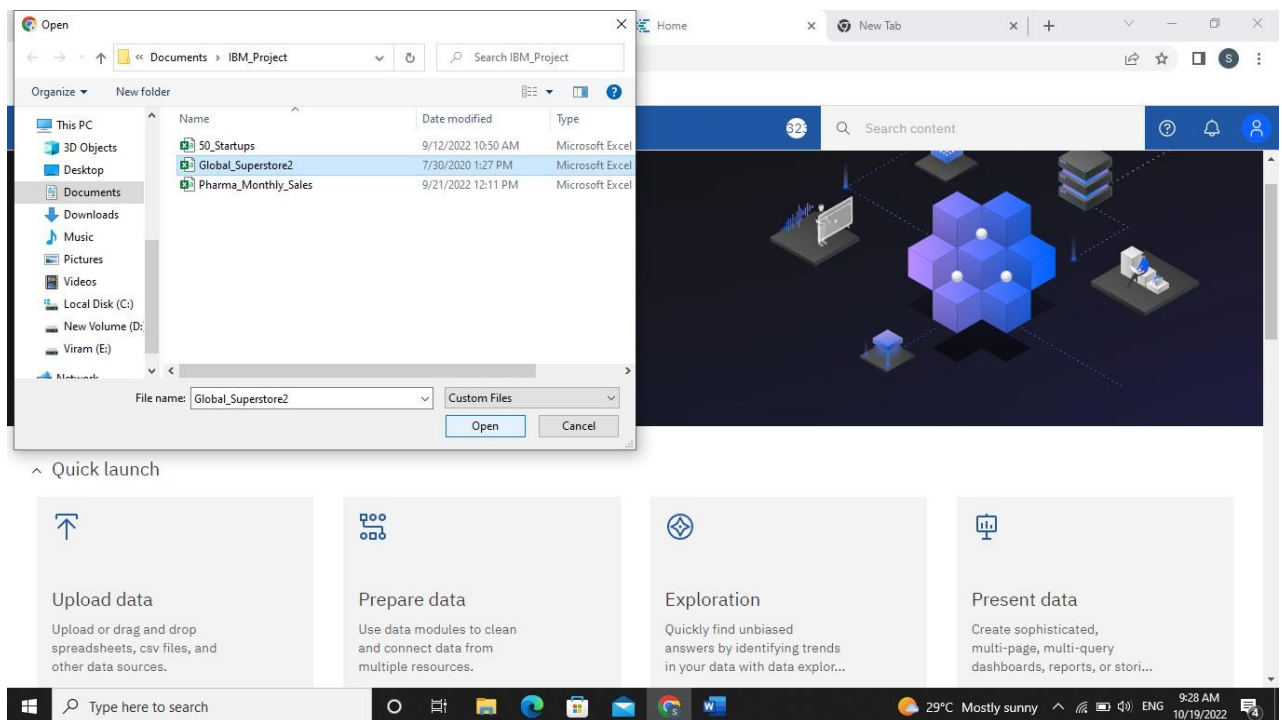 Open
Home
New Tab
« Documents › IBM_Project
Search IBM_Project
Organize
New folder
Name
Date modified
Type
50_Startups
9/12/2022 10:50 AM
Microsoft Excel
Global_Superstore2
7/30/2020 1:27 PM
Microsoft Excel
Pharma_Monthly_Sales
9/21/2022 12:11 PM
Microsoft Excel
This PC
3D Objects
Desktop
Documents
Downloads
Music
Pictures
Videos
Local Disk (C:)
New Volume (D:
Viram (E:)
Network
File name: Global_Superstore2
Custom Files
Open
Cancel
S
323
Search content
Quick launch
Upload data
Upload or drag and drop
spreadsheets, csv files, and
other data sources.
Prepare data
Use data modules to clean
and connect data from
multiple resources.
Exploration
Quickly find unbiased
answers by identifying trends
in your data with data explor...
Present data
Create sophisticated,
multi-page, multi-query
dashboards, reports, or stori...
Type here to search
29°C Mostly sunny
ENG
9:28 AM
10/19/2022
4